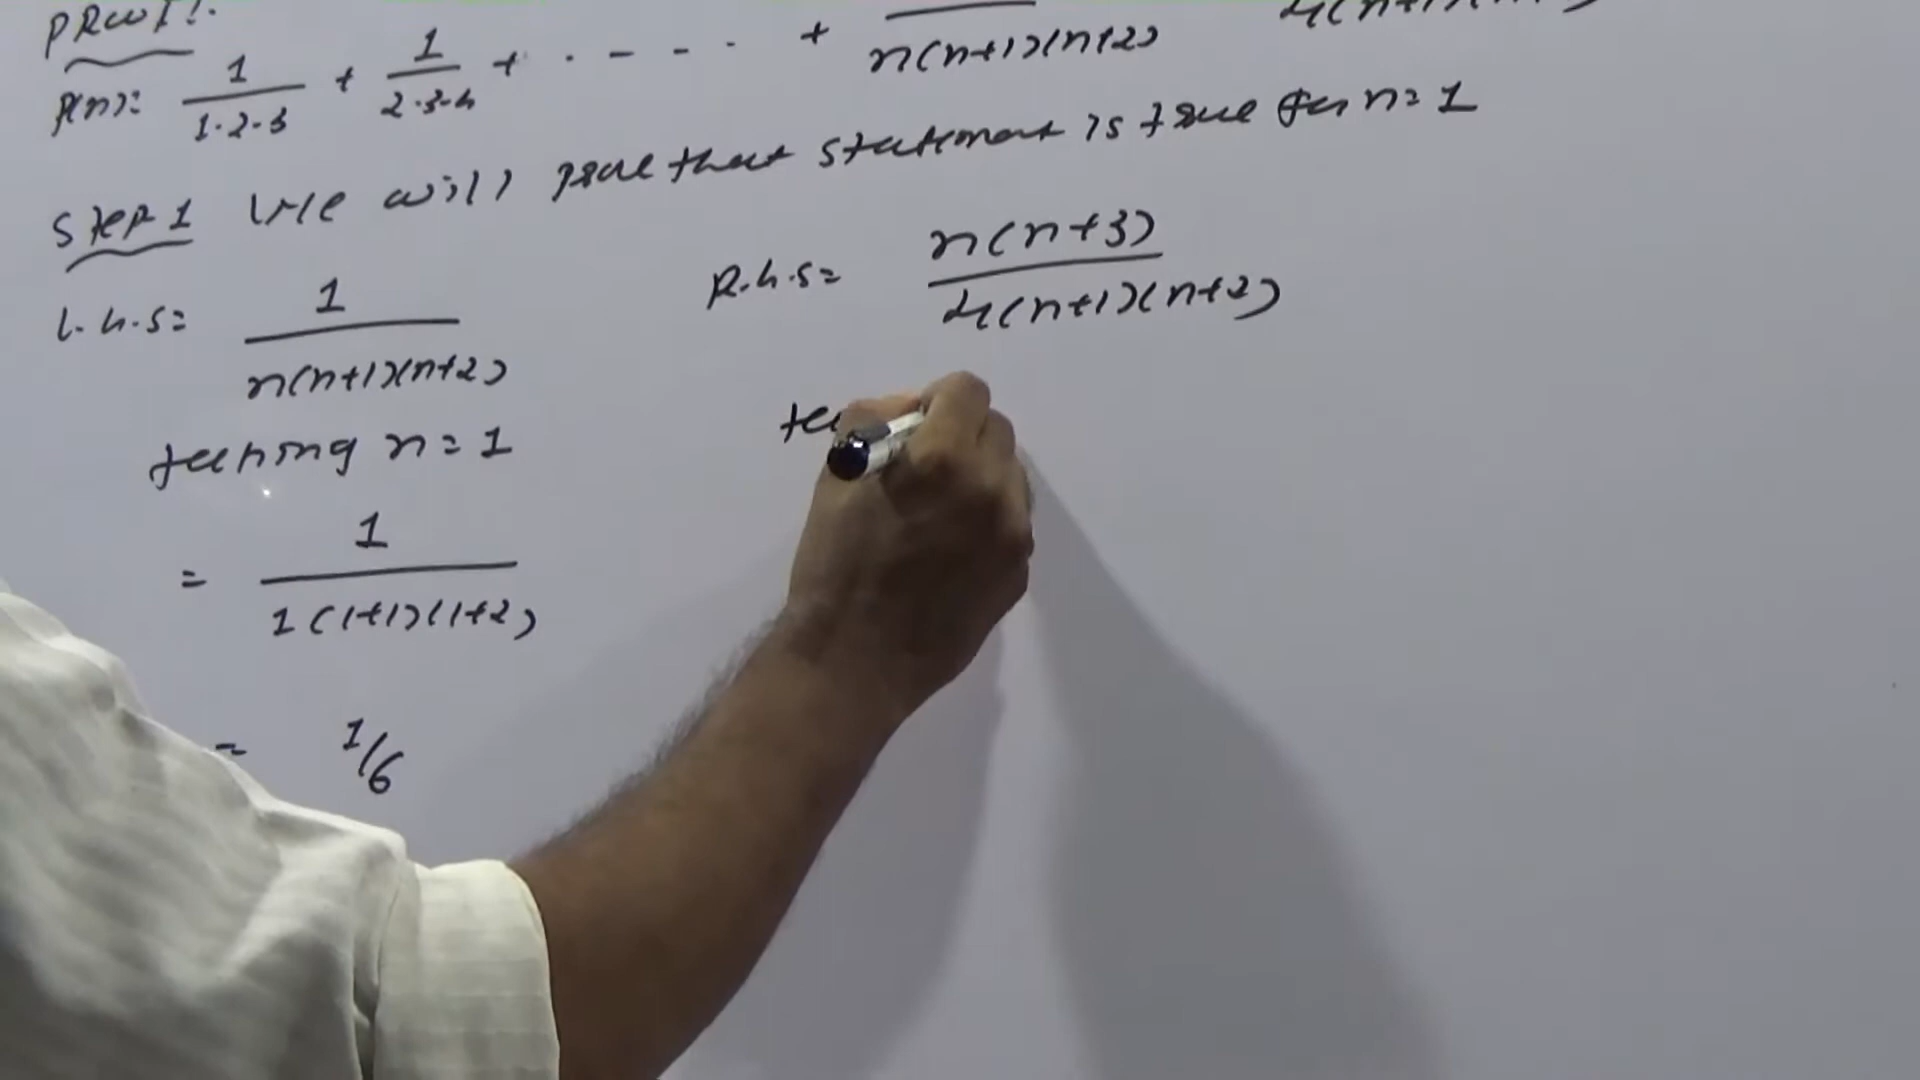 PROOF:
P(n): 1/1·2·3 + 1/2·3·4 + · - - - · + /n(n+1)(n+2)
Step 1 We will prove that statement is true for n=1
L.H.S= 1/n(n+1)(n+2) R.H.S= n(n+3)/4(n+1)(n+2)
taking n=1
= 1/1(1+1)(1+2)
= 1/6